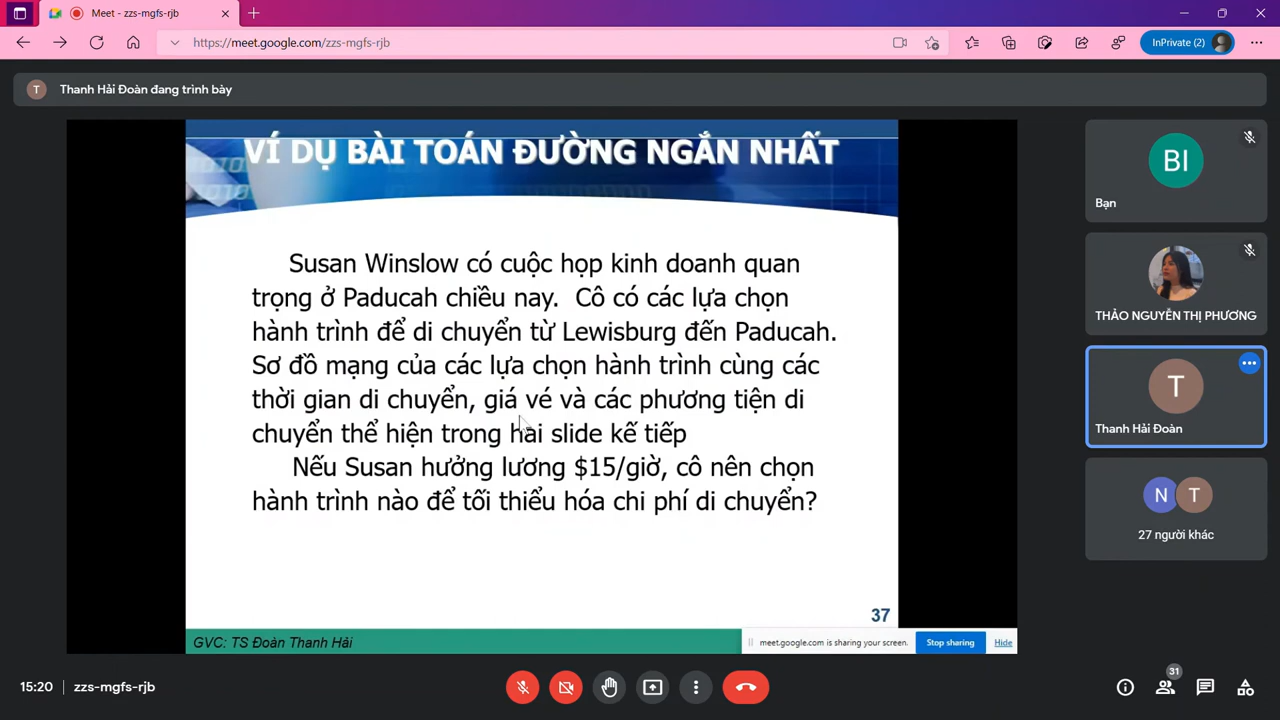 Meet - zzs-mgfs-rjb
https://meet.google.com/zzs-mgfs-rjb
InPrivate (2)
T
Thanh Hải Đoàn đang trình bày
VÍ DỤ BÀI TOÁN ĐƯỜNG NGẮN NHẤT
Susan Winslow có cuộc họp kinh doanh quan
trọng ở Paducah chiều nay. Cô có các lựa chọn
hành trình để di chuyển từ Lewisburg đến Paducah.
Sơ đồ mạng của các lựa chọn hành trình cùng các
thời gian di chuyển, giá vé và các phương tiện di
chuyển thể hiện trong hai slide kế tiếp
Nếu Susan hưởng lương $15/giờ, cô nên chọn
hành trình nào để tối thiểu hóa chi phí di chuyển?
37
GVC: TS Đoàn Thanh Hải
meet.google.com is sharing your screen.
Stop sharing
Hide
BI
Bạn
THẢO NGUYỄN THỊ PHƯƠNG
T
Thanh Hải Đoàn
N
T
27 người khác
15:20
zzs-mgfs-rjb
31